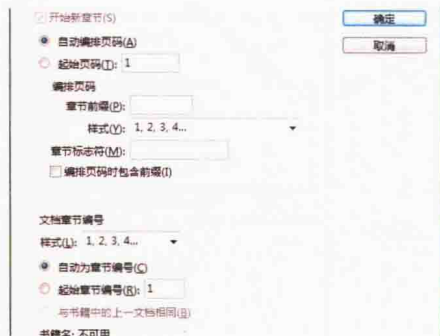 开始新章节(S)
确定
自动编排页码(A)
取消
起始页码(T): 1
编排页码
章节前缀(P):
样式(Y): 1, 2, 3, 4...
章节标志符(M):
编排页码时包含前缀(I)
文档章节编号
样式(L): 1, 2, 3, 4...
自动为章节编号(C)
起始章节编号(R): 1
与书籍中的上一文档相同(B)
书籍名: 不可用